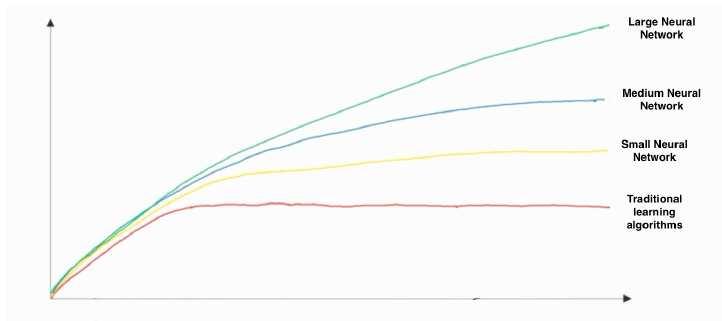 Large Neural
Network
Medium Neural
Network
Small Neural
Network
Traditional
learning
algorithms